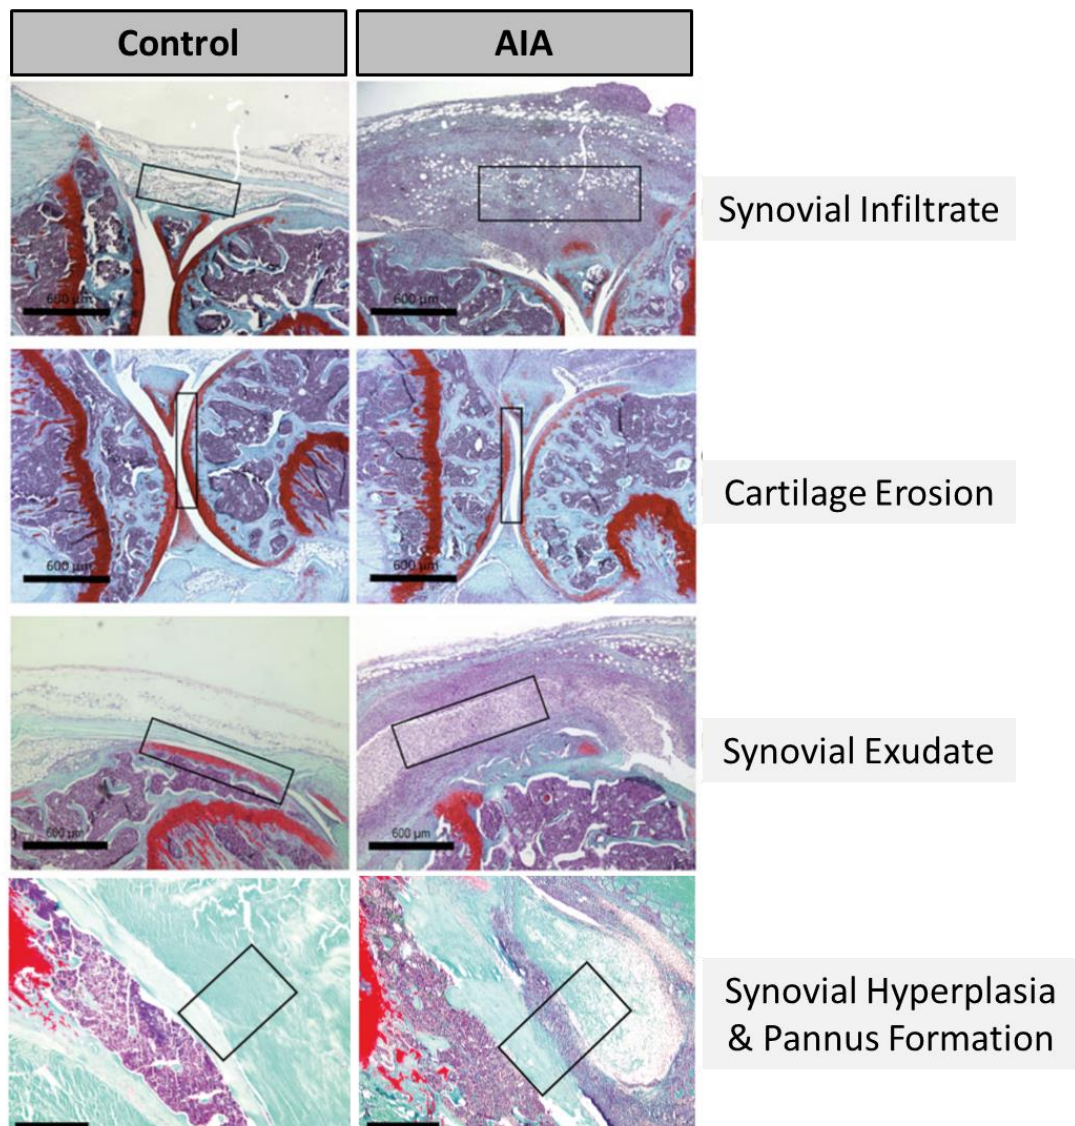 Control
AIA
600 µm
600 µm
Synovial Infiltrate
600 µm
600 µm
Cartilage Erosion
600 µm
600 µm
Synovial Exudate
Synovial Hyperplasia
& Pannus Formation